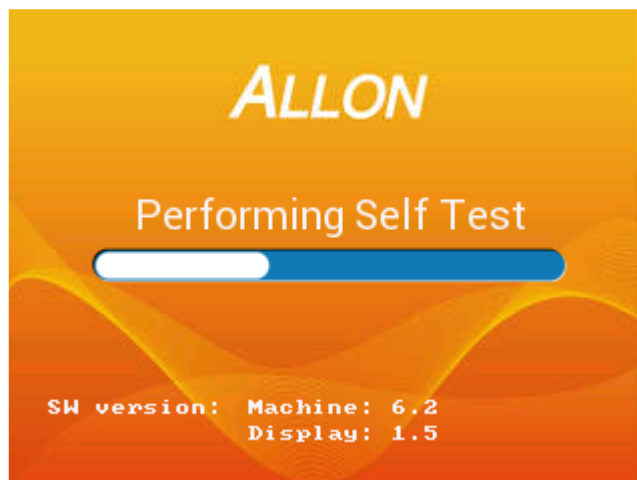 ALLON
Performing Self Test
SW version: Machine: 6.2
Display: 1.5